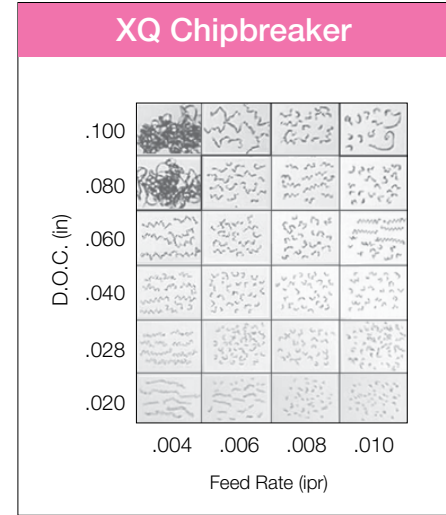 XQ Chipbreaker
D.O.C. (in)
.100
.080
.060
.040
.028
.020
.004 .006 .008 .010
Feed Rate (ipr)